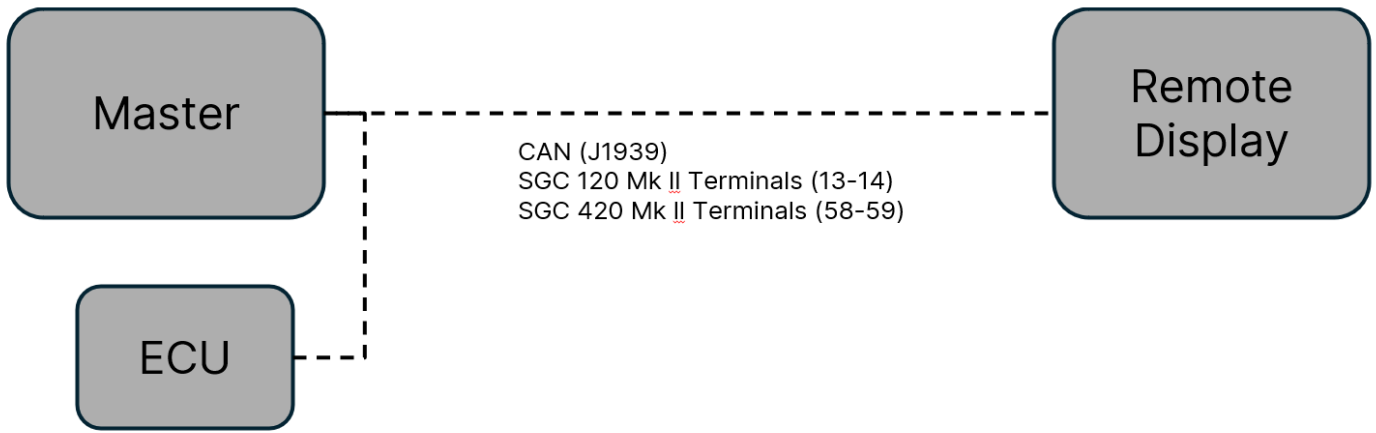 Master
Remote
Display
CAN (J1939)
SGC 120 Mk II Terminals (13-14)
SGC 420 Mk II Terminals (58-59)
ECU